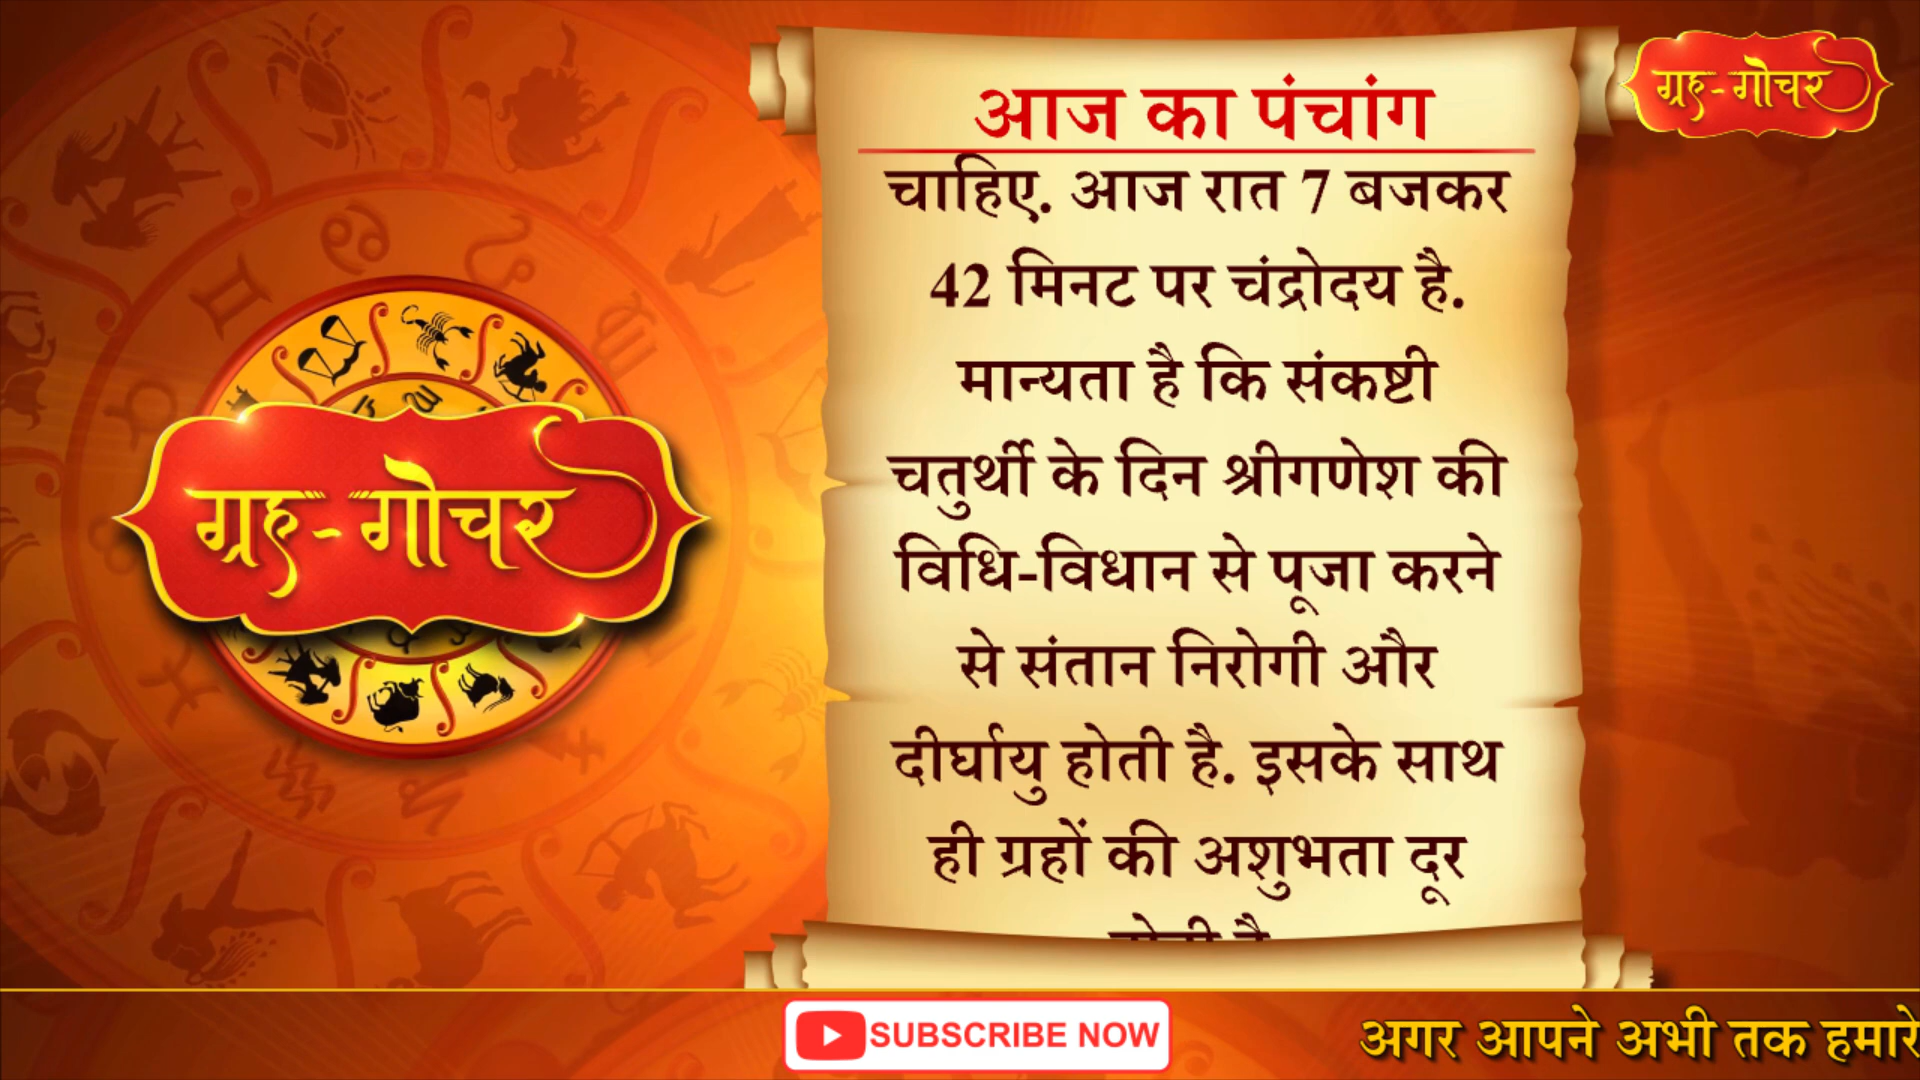 आज का पंचांग
ग्रह-गोचर
चाहिए. आज रात 7 बजकर
42 मिनट पर चंद्रोदय है.
मान्यता है कि संकष्टी
चतुर्थी के दिन श्रीगणेश की
विधि-विधान से पूजा करने
से संतान निरोगी और
दीर्घायु होती है. इसके साथ
ही ग्रहों की अशुभता दूर
ग्रह-गोचर
SUBSCRIBE NOW
अगर आपने अभी तक हमारे